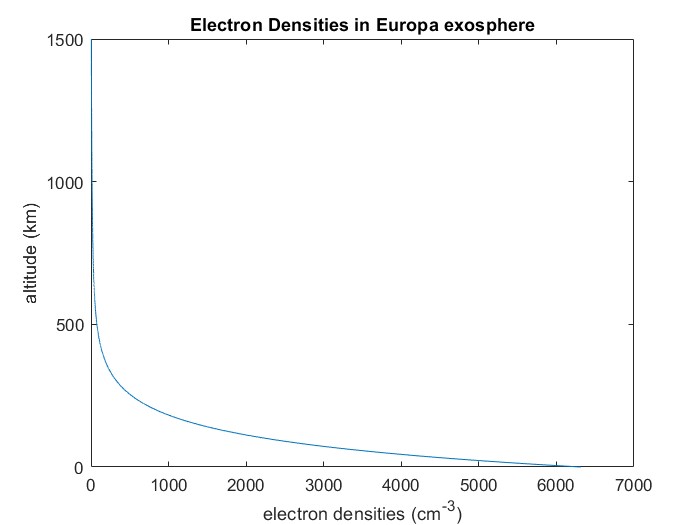 Electron Densities in Europa exosphere
1500
1000
500
0
altitude (km)
0 1000 2000 3000 4000 5000 6000 7000
electron densities (cm⁻³)